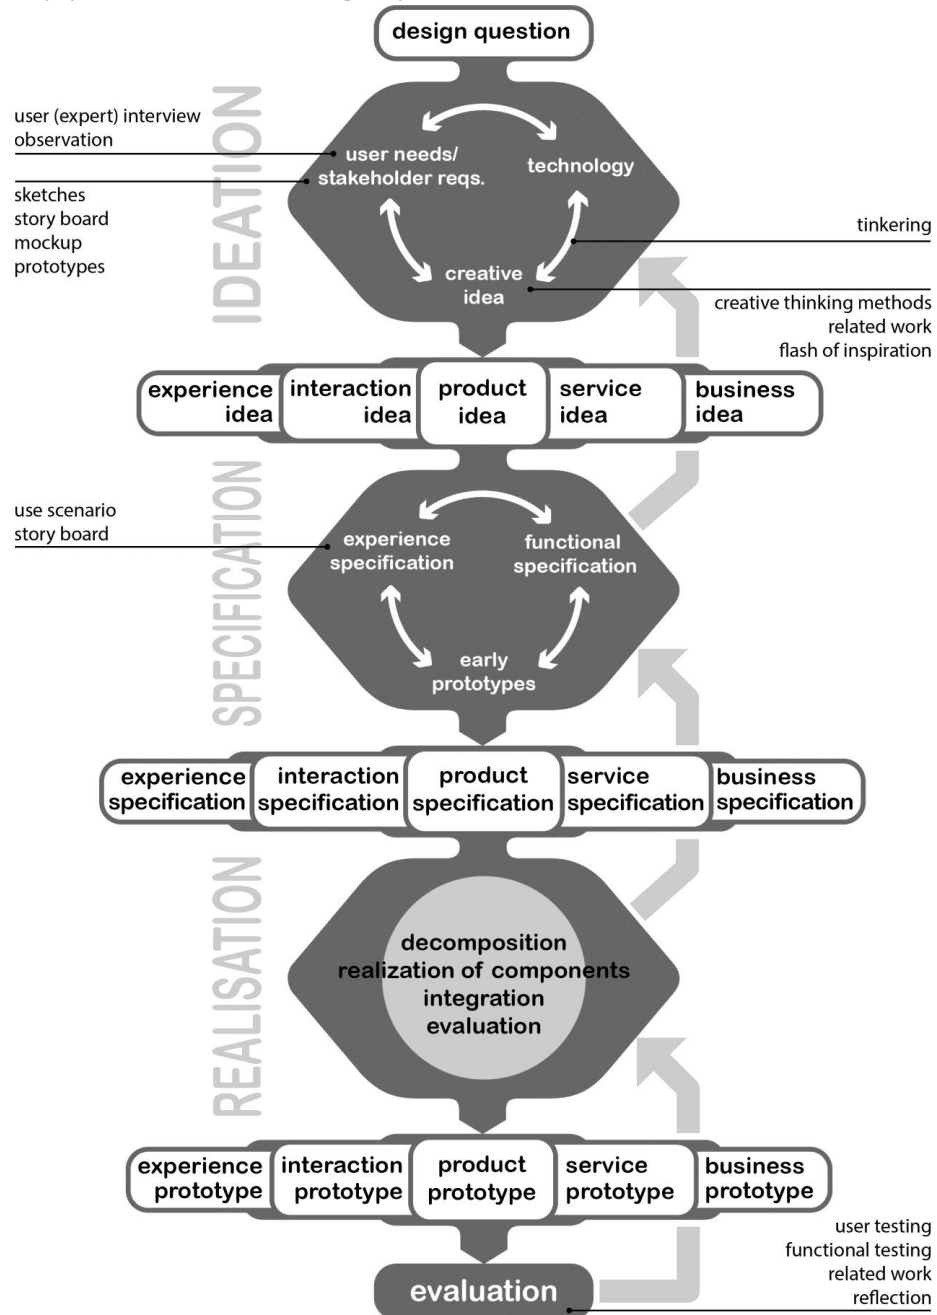 design question
IDEATION
user (expert) interview
observation
sketches
story board
mockup
prototypes
user needs/
stakeholder reqs.
technology
creative
idea
tinkering
creative thinking methods
related work
flash of inspiration
experience
idea
interaction
idea
product
idea
service
idea
business
idea
SPECIFICATION
use scenario
story board
experience
specification
functional
specification
early
prototypes
experience
specification
interaction
specification
product
specification
service
specification
business
specification
REALISATION
decomposition
realization of components
integration
evaluation
experience
prototype
interaction
prototype
product
prototype
service
prototype
business
prototype
evaluation
user testing
functional testing
related work
reflection